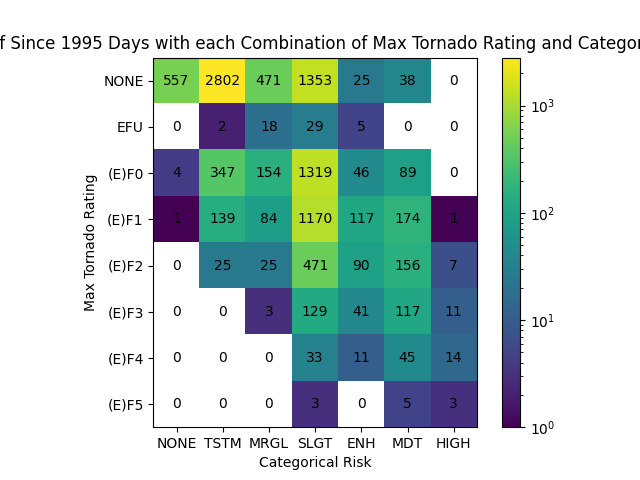 f Since 1995 Days with each Combination of Max Tornado Rating and Categor
NONE 557 2802 471 1353 25 38 0
EFU 0 2 18 29 5 0 0
(E)F0 4 347 154 1319 46 89 0
(E)F1 1 139 84 1170 117 174 1
(E)F2 0 25 25 471 90 156 7
(E)F3 0 0 3 129 41 117 11
(E)F4 0 0 0 33 11 45 14
(E)F5 0 0 0 3 0 5 3
NONE TSTM MRGL SLGT ENH MDT HIGH
Categorical Risk
Max Tornado Rating
10³
10²
10¹
10⁰